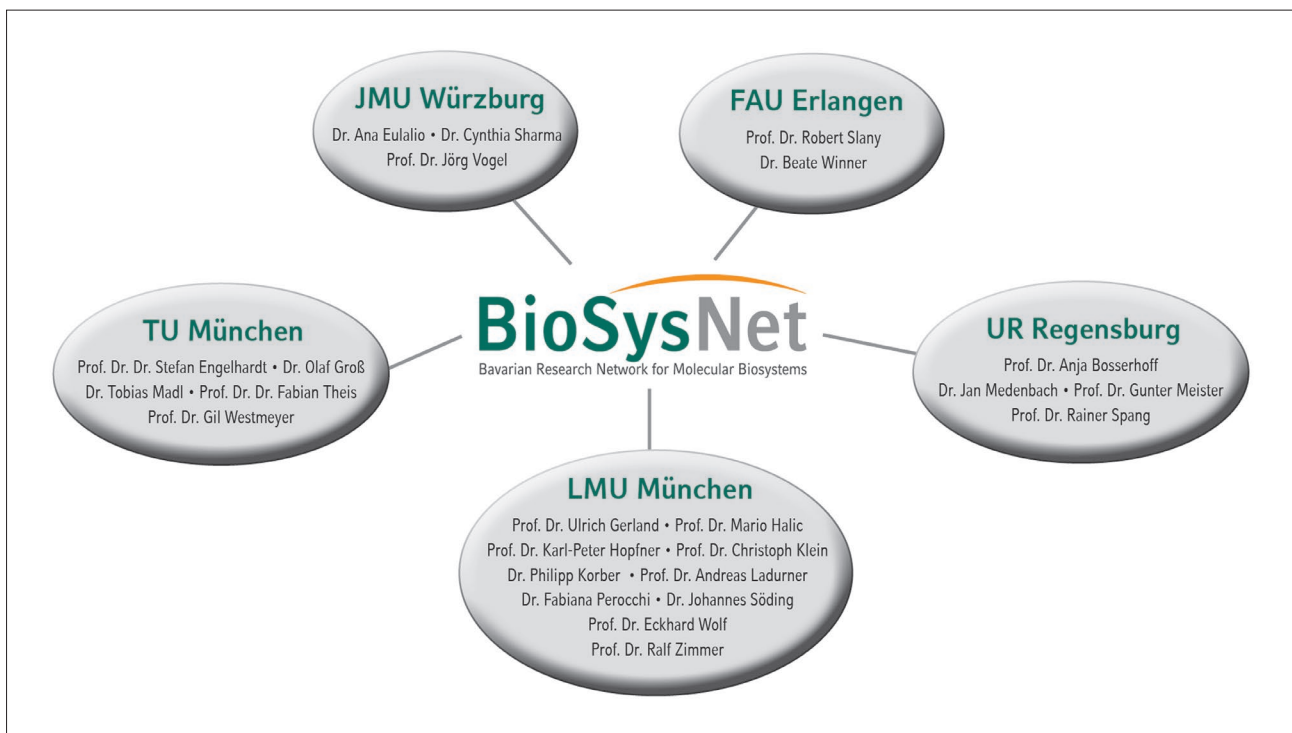 JMU Würzburg
Dr. Ana Eulalio • Dr. Cynthia Sharma
Prof. Dr. Jörg Vogel
FAU Erlangen
Prof. Dr. Robert Slany
Dr. Beate Winner
TU München
Prof. Dr. Dr. Stefan Engelhardt • Dr. Olaf Groß
Dr. Tobias Madl • Prof. Dr. Dr. Fabian Theis
Prof. Dr. Gil Westmeyer
BioSysNet
Bavarian Research Network for Molecular Biosystems
UR Regensburg
Prof. Dr. Anja Bosserhoff
Dr. Jan Medenbach • Prof. Dr. Gunter Meister
Prof. Dr. Rainer Spang
LMU München
Prof. Dr. Ulrich Gerland • Prof. Dr. Mario Halic
Prof. Dr. Karl-Peter Hopfner • Prof. Dr. Christoph Klein
Dr. Philipp Korber • Prof. Dr. Andreas Ladurner
Dr. Fabiana Perocchi • Dr. Johannes Söding
Prof. Dr. Eckhard Wolf
Prof. Dr. Ralf Zimmer